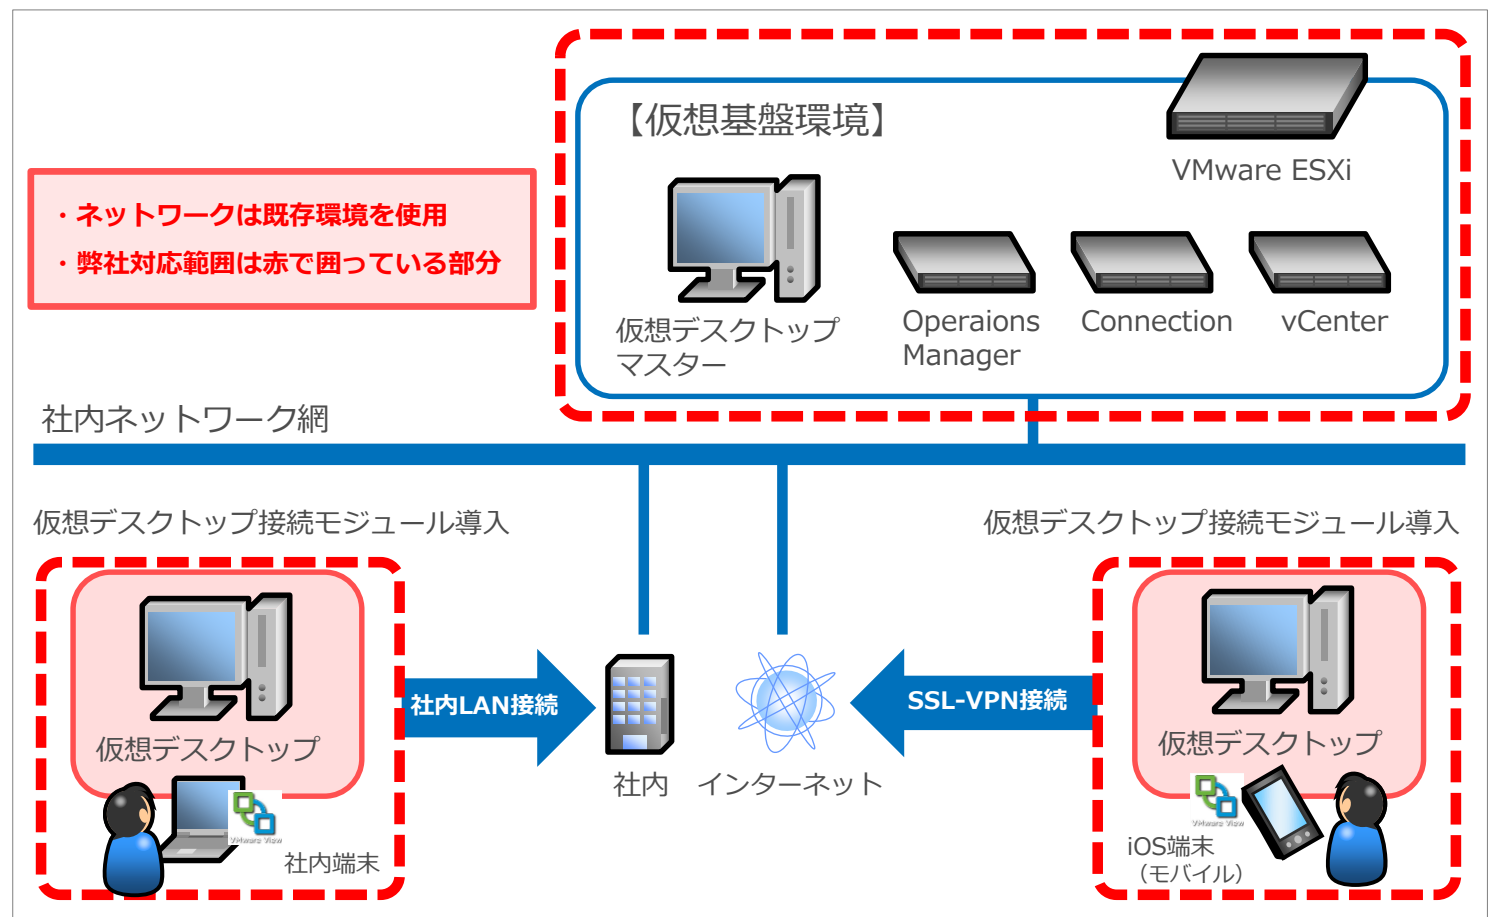 【仮想基盤環境】
VMware ESXi
・ネットワークは既存環境を使用
・弊社対応範囲は赤で囲っている部分
仮想デスクトップ
マスター
Operaions
Manager
Connection
vCenter
社内ネットワーク網
仮想デスクトップ接続モジュール導入
仮想デスクトップ接続モジュール導入
仮想デスクトップ
社内LAN接続
社内
インターネット
SSL-VPN接続
仮想デスクトップ
VMware View
社内端末
VMware View
iOS端末
（モバイル）